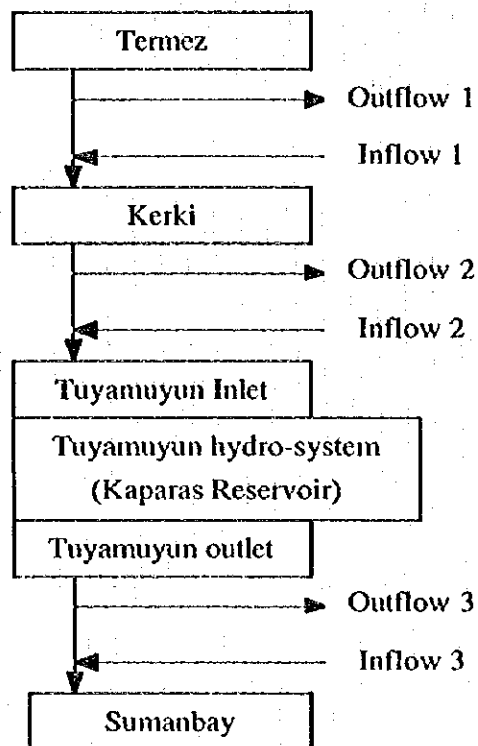 Termez
Outflow 1
Inflow 1
Kerki
Outflow 2
Inflow 2
Tuyamuyun Inlet
Tuyamuyun hydro-system
(Kaparas Reservoir)
Tuyamuyun outlet
Outflow 3
Inflow 3
Sumanbay